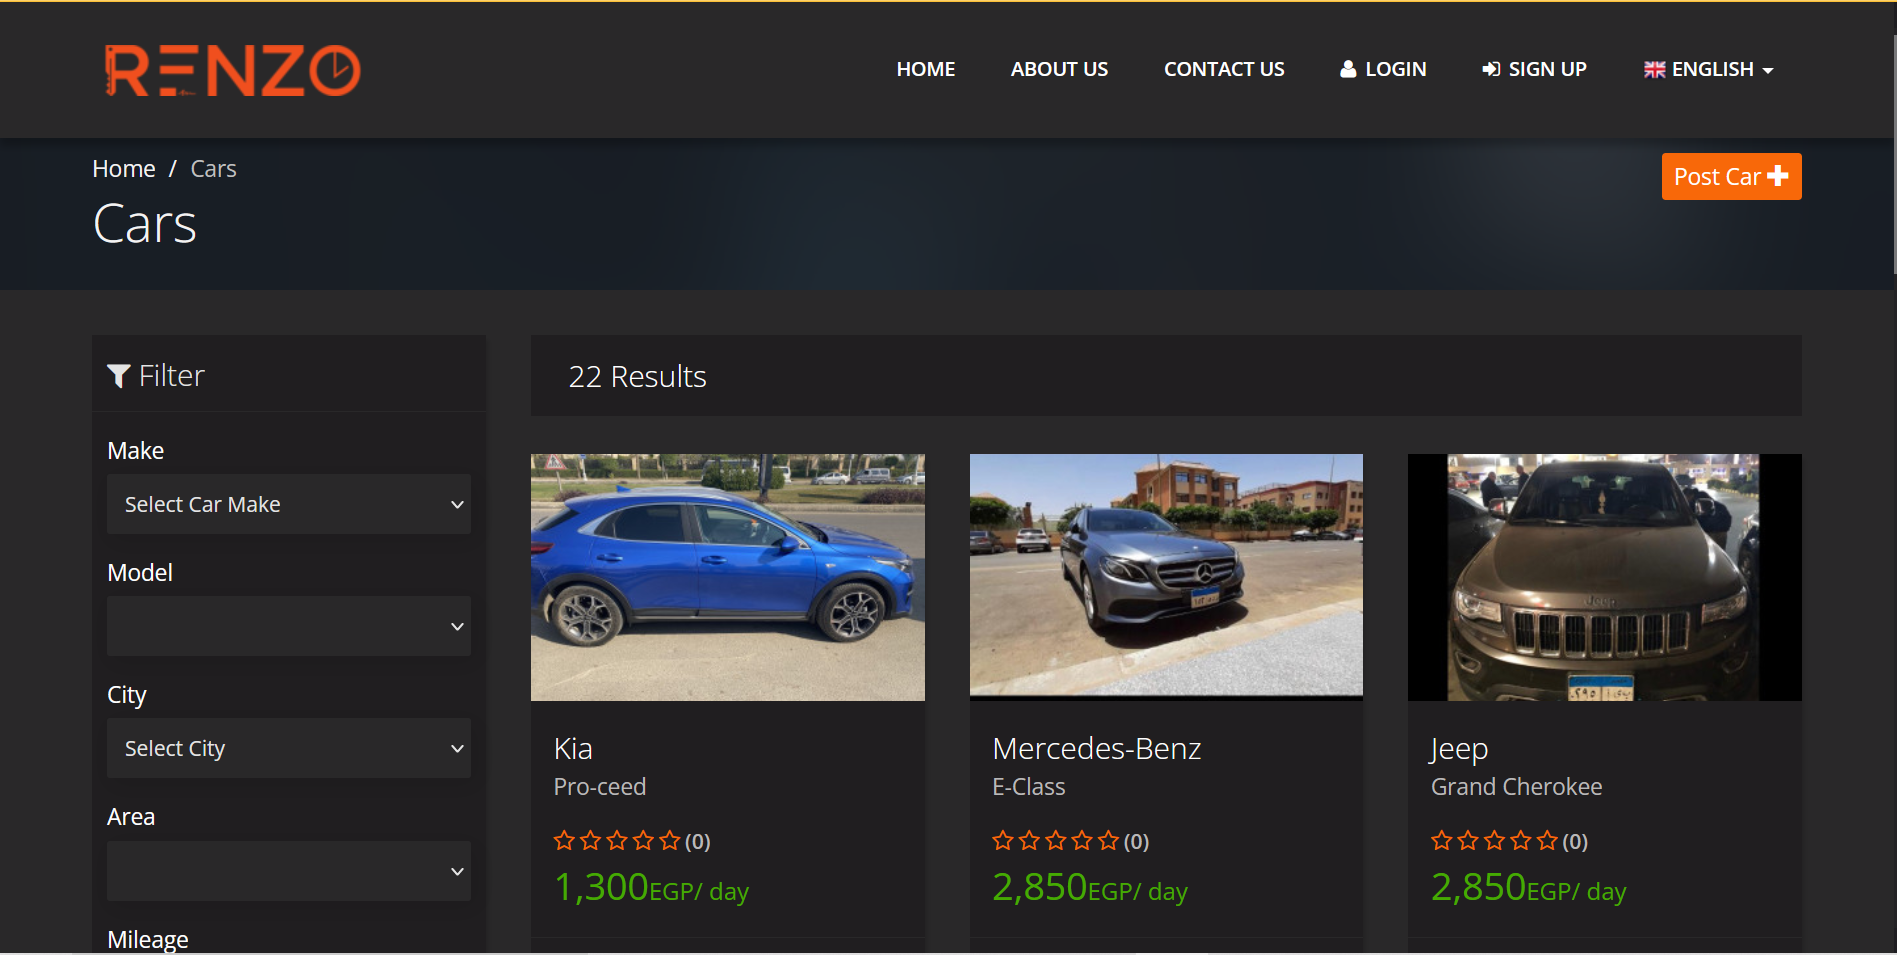 RENZO
HOME
ABOUT US
CONTACT US
LOGIN
SIGN UP
ENGLISH
Home / Cars
Cars
Post Car
Filter
Make
Select Car Make
Model
City
Select City
Area
Mileage
22 Results
Kia
Pro-ceed
(0)
1,300EGP/ day
Mercedes-Benz
E-Class
(0)
2,850EGP/ day
Jeep
Jeep
Grand Cherokee
(0)
2,850EGP/ day